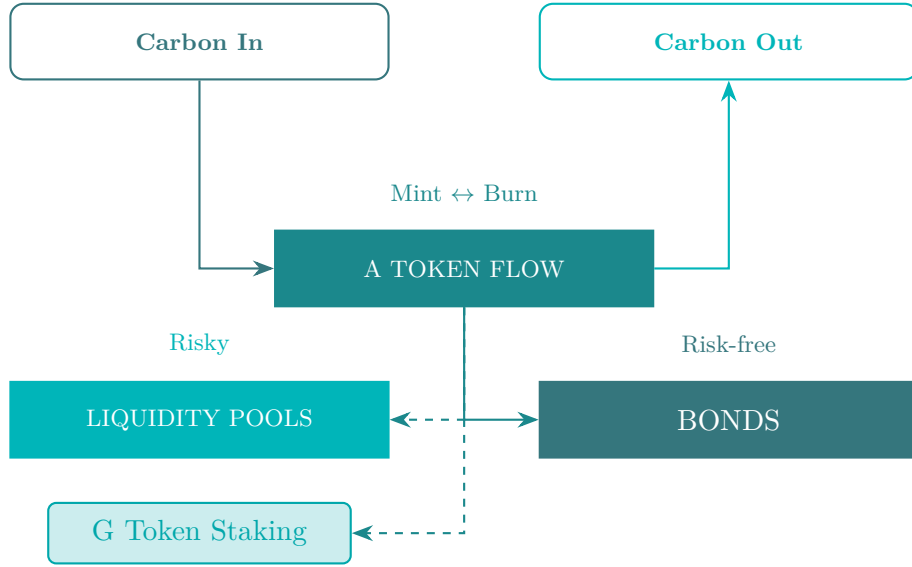 Carbon In
Carbon Out
Mint ↔ Burn
A TOKEN FLOW
Risky
Risk-free
LIQUIDITY POOLS
BONDS
G Token Staking